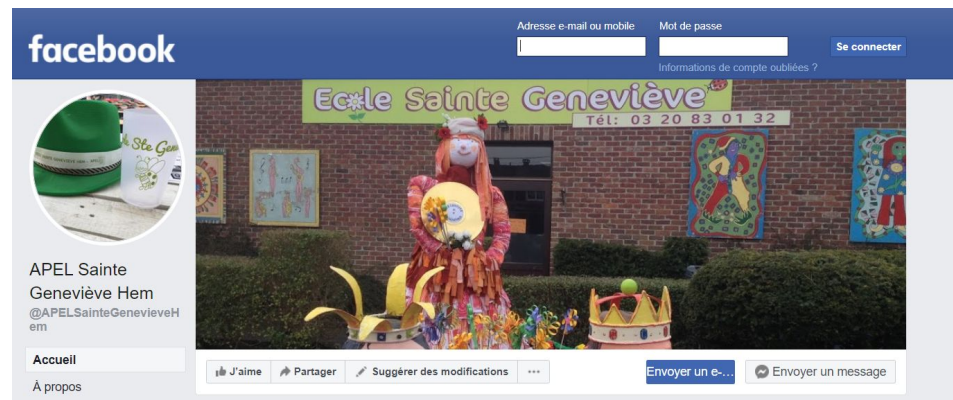 Adresse e-mail ou mobile
Mot de passe
facebook
Se connecter
Informations de compte oubliées ?
Ecole Sainte Geneviève
Tél: 03 20 83 01 32
Ste Gen
APEL Sainte
Geneviève Hem
@APELSainteGenevieveH
em
Accueil
À propos
J'aime
Partager
Suggérer des modifications
Envoyer un e-...
Envoyer un message